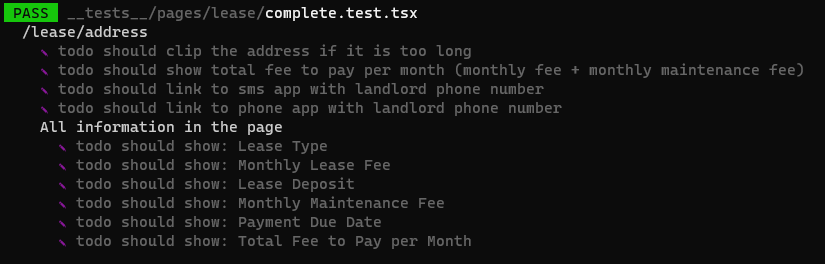 PASS __tests__/pages/lease/complete.test.tsx
/lease/address
✎ todo should clip the address if it is too long
✎ todo should show total fee to pay per month (monthly fee + monthly maintenance fee)
✎ todo should link to sms app with landlord phone number
✎ todo should link to phone app with landlord phone number
All information in the page
✎ todo should show: Lease Type
✎ todo should show: Monthly Lease Fee
✎ todo should show: Lease Deposit
✎ todo should show: Monthly Maintenance Fee
✎ todo should show: Payment Due Date
✎ todo should show: Total Fee to Pay per Month